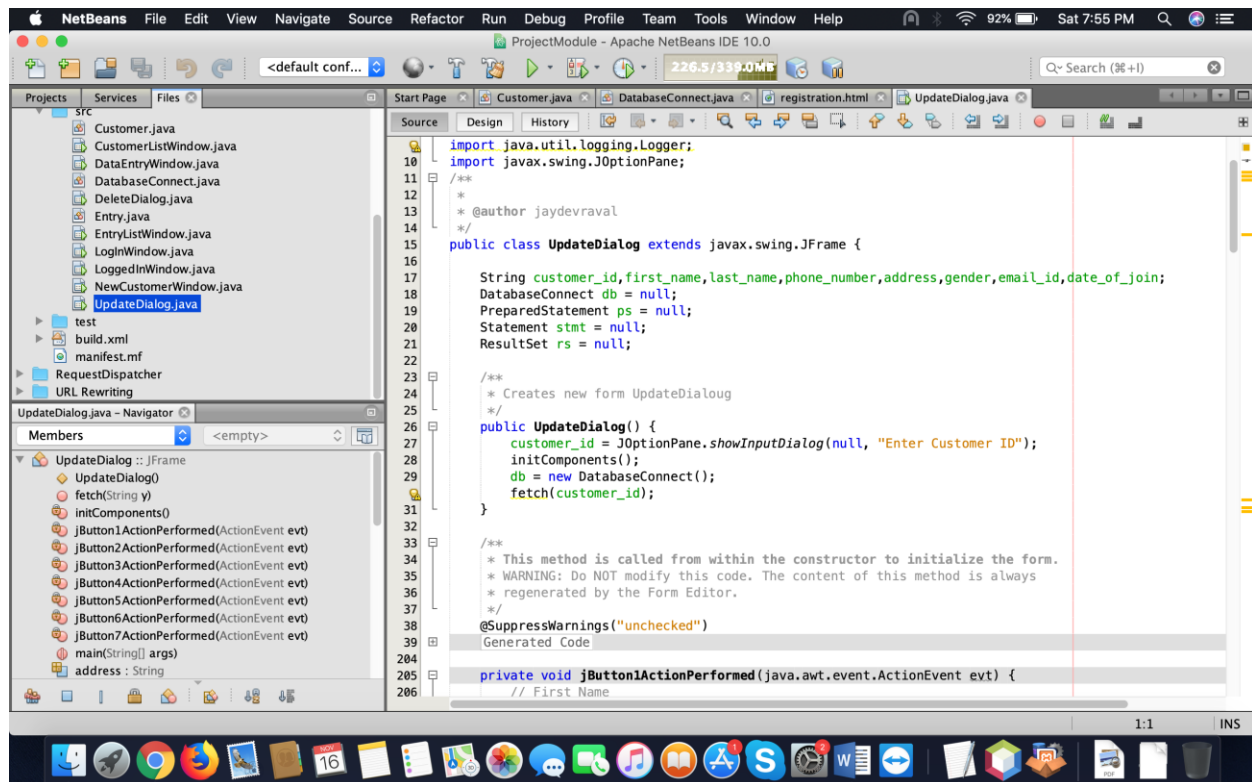 NetBeans File Edit View Navigate Source Refactor Run Debug Profile Team Tools Window Help 92% Sat 7:55 PM
ProjectModule - Apache NetBeans IDE 10.0
<default conf... 226.5/339.0MB Search (⌘+I)
Projects Services Files
src
Customer.java
CustomerListWindow.java
DataEntryWindow.java
DatabaseConnect.java
DeleteDialog.java
Entry.java
EntryListWindow.java
LogInWindow.java
LoggedInWindow.java
NewCustomerWindow.java
UpdateDialog.java
test
build.xml
manifest.mf
RequestDispatcher
URL Rewriting
UpdateDialog.java - Navigator
Members <empty>
UpdateDialog :: JFrame
UpdateDialog()
fetch(String y)
initComponents()
jButton1ActionPerformed(ActionEvent evt)
jButton2ActionPerformed(ActionEvent evt)
jButton3ActionPerformed(ActionEvent evt)
jButton4ActionPerformed(ActionEvent evt)
jButton5ActionPerformed(ActionEvent evt)
jButton6ActionPerformed(ActionEvent evt)
jButton7ActionPerformed(ActionEvent evt)
main(String[] args)
address : String
Start Page Customer.java DatabaseConnect.java registration.html UpdateDialog.java
Source Design History
import java.util.logging.Logger;
10 import javax.swing.JOptionPane;
11 /**
12 *
13 * @author jaydevraval
14 */
15 public class UpdateDialog extends javax.swing.JFrame {
16
17 String customer_id,first_name,last_name,phone_number,address,gender,email_id,date_of_join;
18 DatabaseConnect db = null;
19 PreparedStatement ps = null;
20 Statement stmt = null;
21 ResultSet rs = null;
22
23 /**
24 * Creates new form UpdateDialoug
25 */
26 public UpdateDialog() {
27 customer_id = JOptionPane.showInputDialog(null, "Enter Customer ID");
28 initComponents();
29 db = new DatabaseConnect();
fetch(customer_id);
31 }
32
33 /**
34 * This method is called from within the constructor to initialize the form.
35 * WARNING: Do NOT modify this code. The content of this method is always
36 * regenerated by the Form Editor.
37 */
38 @SuppressWarnings("unchecked")
39 Generated Code
204
205 private void jButton1ActionPerformed(java.awt.event.ActionEvent evt) {
206 // First Name
1:1 INS
NOV
16
1
2
PDF